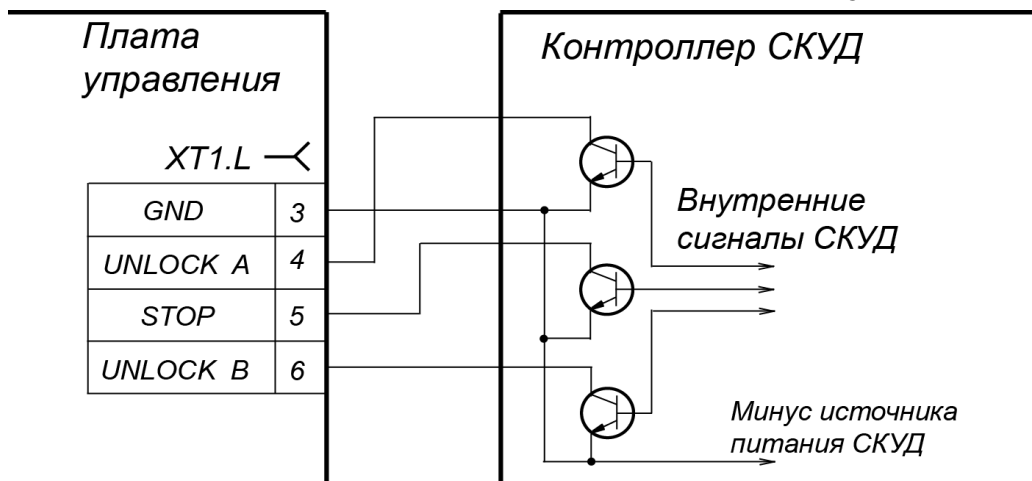 Плата
управления
Контроллер СКУД
XT1.L
GND 3
UNLOCK A 4
STOP 5
UNLOCK B 6
Внутренние
сигналы СКУД
Минус источника
питания СКУД